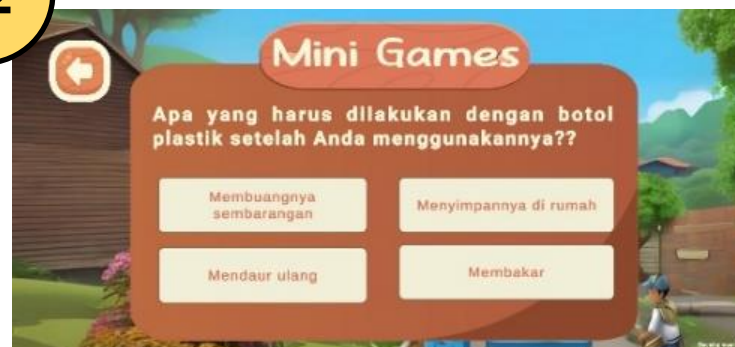 Mini Games
Apa yang harus dilakukan dengan botol
plastik setelah Anda menggunakannya??
Membuangnya
sembarangan
Menyimpannya di rumah
Mendaur ulang
Membakar